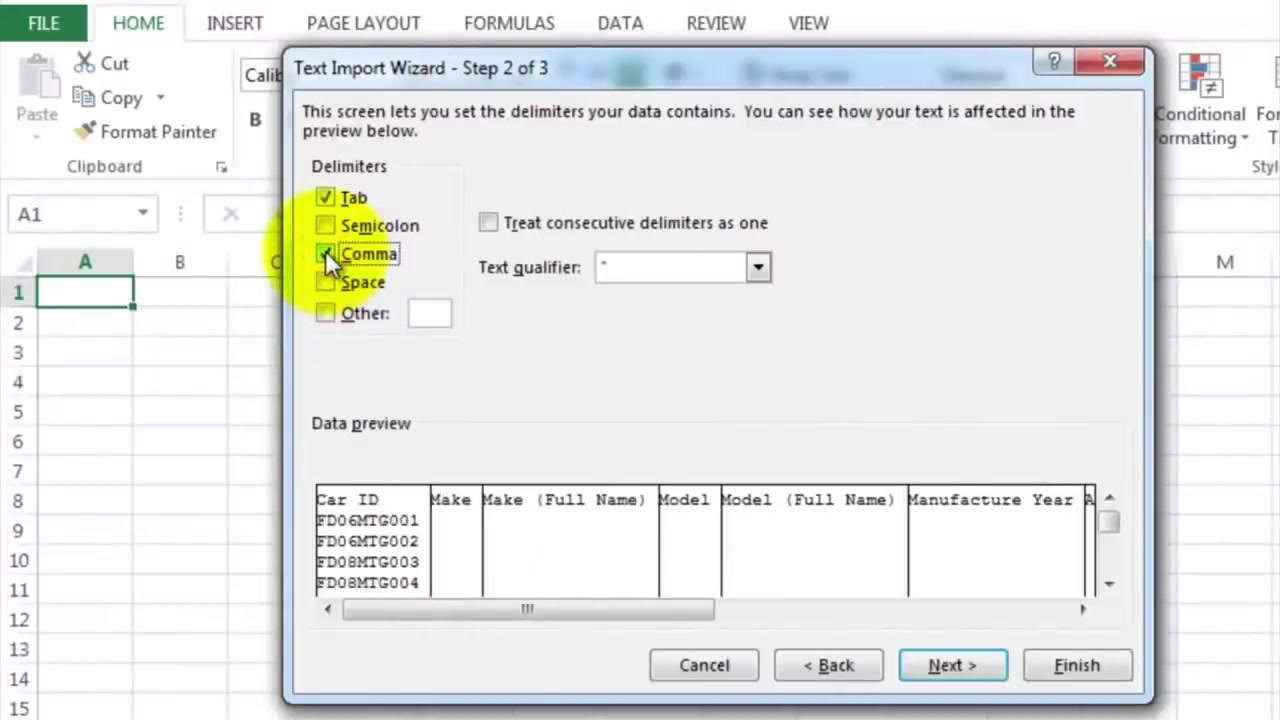 FILE HOME INSERT PAGE LAYOUT FORMULAS DATA REVIEW VIEW
Text Import Wizard - Step 2 of 3
?
Cut
Copy
Format Painter
Paste
Clipboard
Calib
B
Conditional
Formatting
For
T
Styl
This screen lets you set the delimiters your data contains. You can see how your text is affected in the
preview below.
Delimiters
Tab
Semicolon
Comma
Space
Other:
Treat consecutive delimiters as one
Text qualifier: "
A1
A B C M
1
2
3
4
5
6
7
8
9
10
11
12
13
14
15
Data preview
Car ID Make Make (Full Name) Model Model (Full Name) Manufacture Year A
FD06MTG001
FD06MTG002
FD08MTG003
FD08MTG004
Cancel < Back Next > Finish